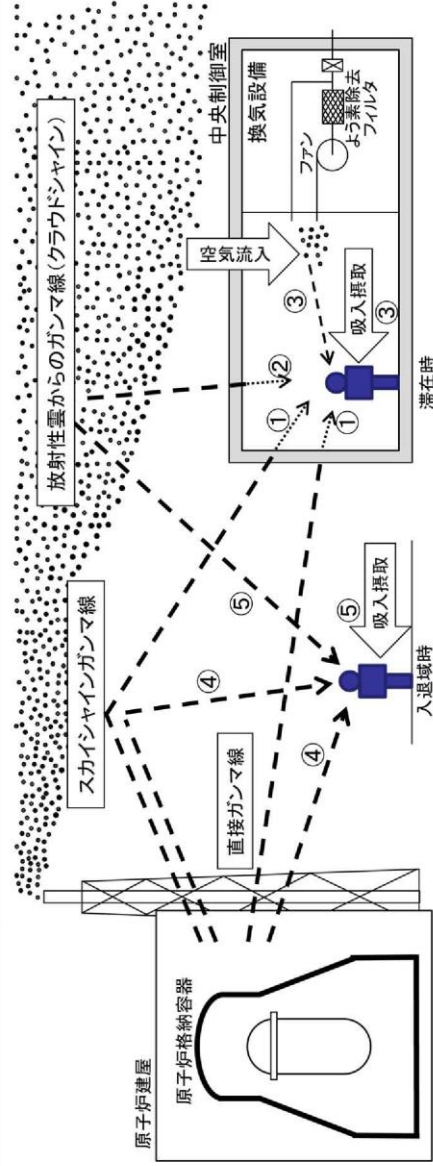 原子炉建屋
原子炉格納容器
スカイシャインガンマ線
直接ガンマ線
放射性雲からのガンマ線(クラウドシャイン)
④
④
⑤
⑤
吸入摂取
入退域時
中央制御室
換気設備
空気流入
ファン
よう素除去
フィルタ
①
①
②
③
吸入摂取
③
滞在時